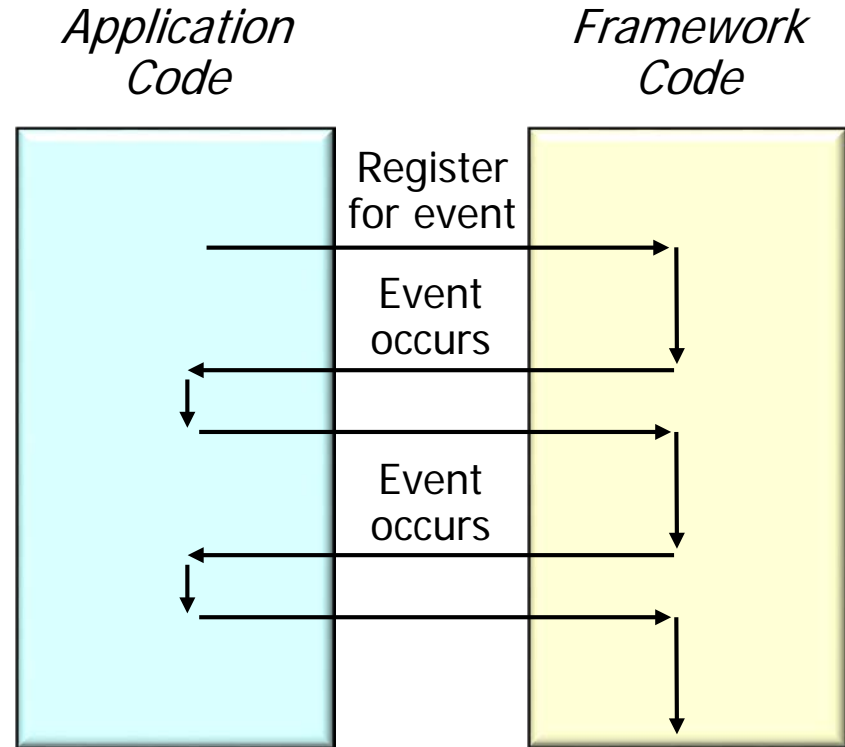 Application
Code
Framework
Code
Register
for event
Event
occurs
Event
occurs